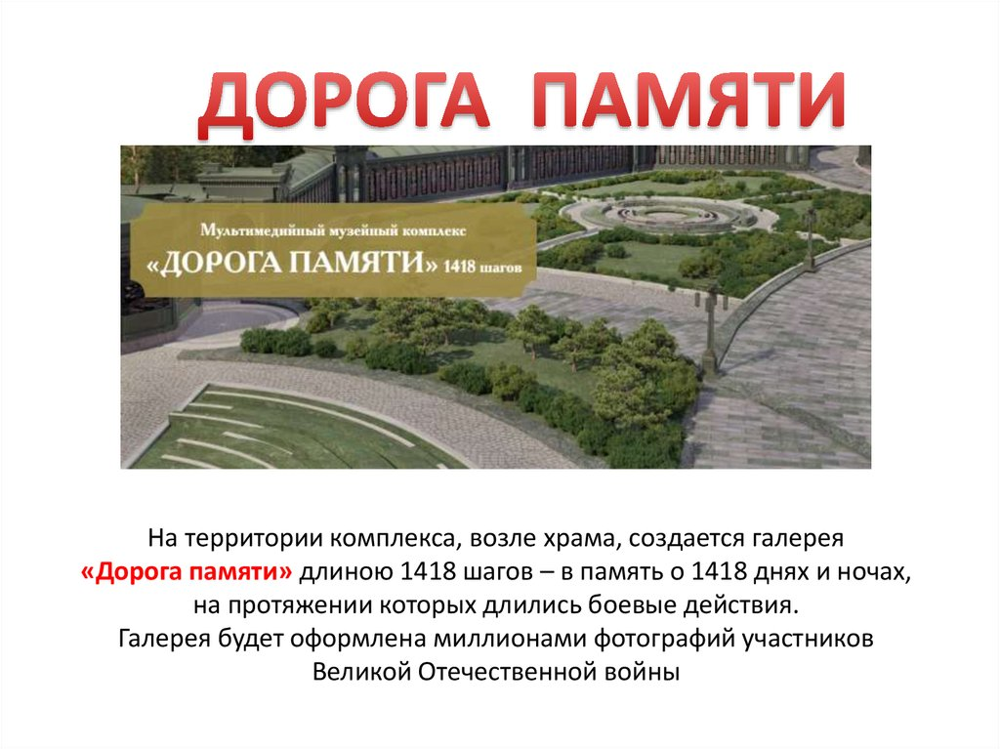 ДОРОГА ПАМЯТИ
Мультимедийный музейный комплекс
«ДОРОГА ПАМЯТИ» 1418 шагов
На территории комплекса, возле храма, создается галерея
«Дорога памяти» длиною 1418 шагов – в память о 1418 днях и ночах,
на протяжении которых длились боевые действия.
Галерея будет оформлена миллионами фотографий участников
Великой Отечественной войны